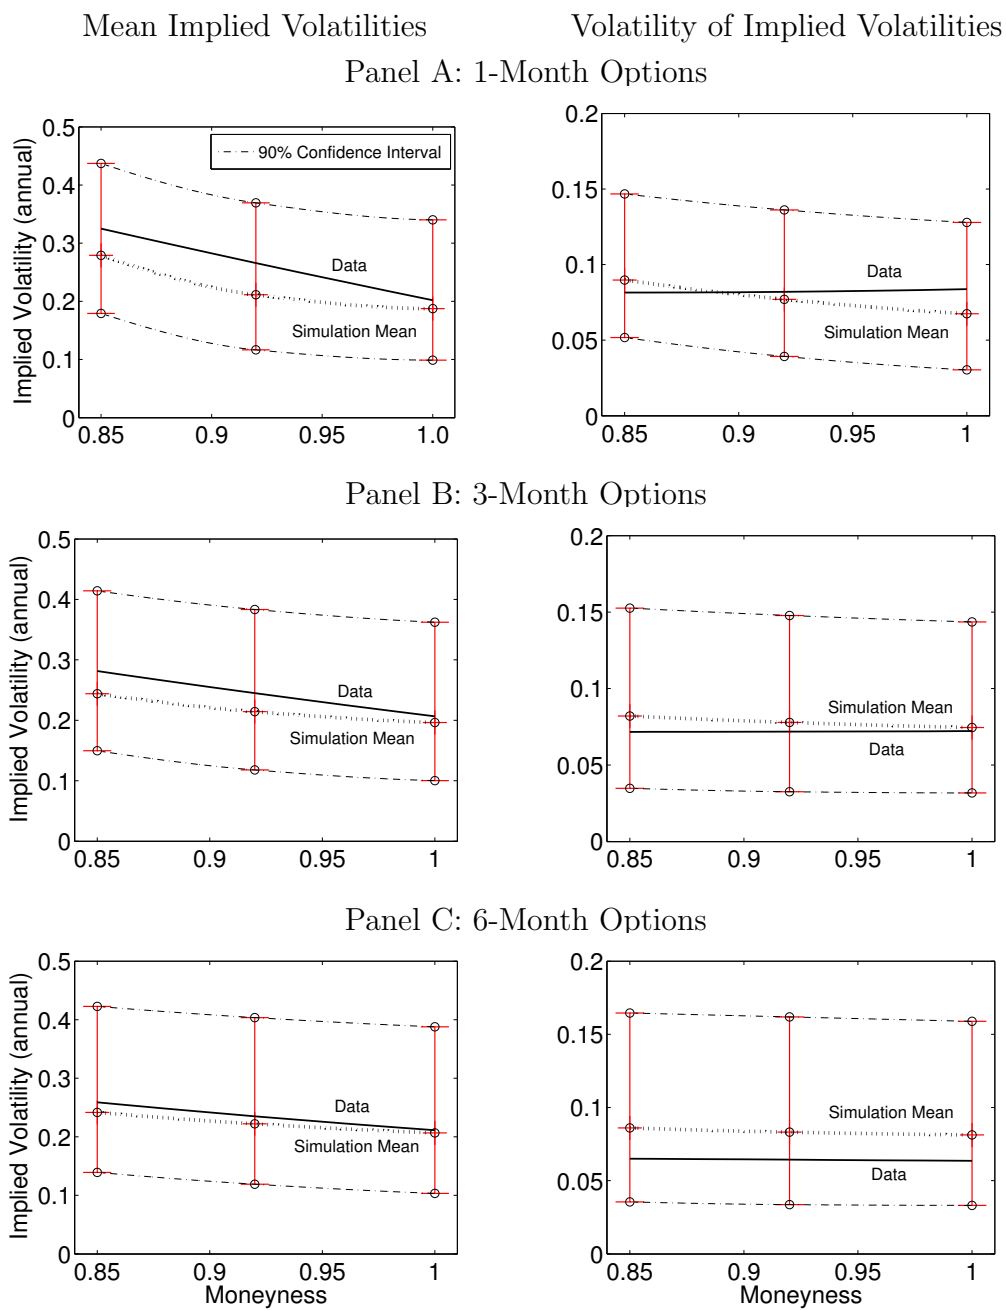 Mean Implied Volatilities
Volatility of Implied Volatilities
Panel A: 1-Month Options
Implied Volatility (annual)
0.5
0.4
0.3
0.2
0.1
0
90% Confidence Interval
Data
Simulation Mean
0.85 0.9 0.95 1.0
0.2
0.15
0.1
0.05
0
Data
Simulation Mean
0.85 0.9 0.95 1
Panel B: 3-Month Options
Implied Volatility (annual)
0.5
0.4
0.3
0.2
0.1
0
Data
Simulation Mean
0.85 0.9 0.95 1
0.2
0.15
0.1
0.05
0
Simulation Mean
Data
0.85 0.9 0.95 1
Panel C: 6-Month Options
Implied Volatility (annual)
0.5
0.4
0.3
0.2
0.1
0
Data
Simulation Mean
0.85 0.9 0.95 1
Moneyness
0.2
0.15
0.1
0.05
0
Simulation Mean
Data
0.85 0.9 0.95 1
Moneyness